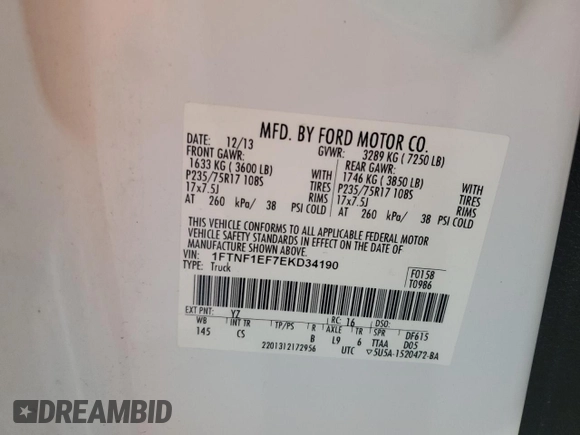 MFD. BY FORD MOTOR CO.
DATE: 12/13 GVWR: 3289 KG ( 7250 LB)
FRONT GAWR: REAR GAWR:
1633 KG ( 3600 LB) WITH 1746 KG ( 3850 LB) WITH
P235/75R17 108S TIRES P235/75R17 108S TIRES
17x7.5J RIMS 17x7.5J RIMS
AT 260 kPa/ 38 PSI COLD AT 260 kPa/ 38 PSI COLD
THIS VEHICLE CONFORMS TO ALL APPLICABLE FEDERAL MOTOR
VEHICLE SAFETY STANDARDS IN EFFECT ON THE DATE OF
MANUFACTURE SHOWN ABOVE.
VIN: 1FTNF1EF7EKD34190
TYPE: Truck
F0158
T0986
EXT PNT: YZ RC: 16 DSO:
WB INT TR TP/PS R AXLE TR SPR DF615
145 CS B L9 6 TTAA D05
2201312172956 UTC ▽5U5A-1520472-BA
DREAMBID